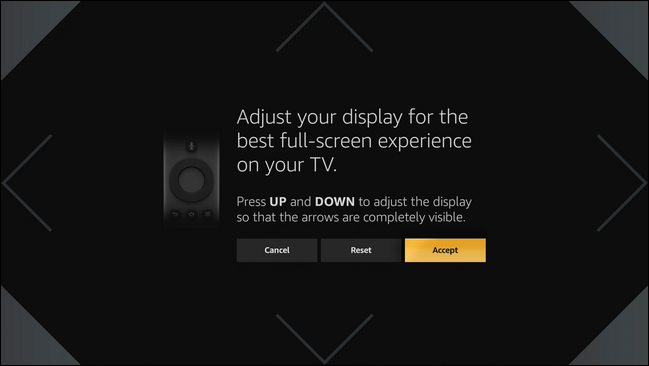 Adjust your display for the
best full-screen experience
on your TV.
Press UP and DOWN to adjust the display
so that the arrows are completely visible.
Cancel
Reset
Accept